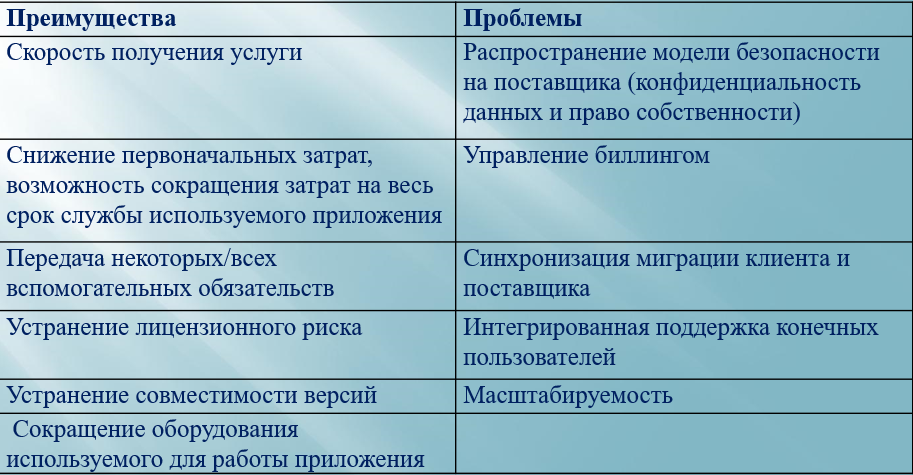 Преимущества
Проблемы
Скорость получения услуги
Распространение модели безопасности
на поставщика (конфиденциальность
данных и право собственности)
Снижение первоначальных затрат,
возможность сокращения затрат на весь
срок службы используемого приложения
Управление биллингом
Передача некоторых/всех
вспомогательных обязательств
Синхронизация миграции клиента и
поставщика
Устранение лицензионного риска
Интегрированная поддержка конечных
пользователей
Устранение совместимости версий
Масштабируемость
Сокращение оборудования
используемого для работы приложения